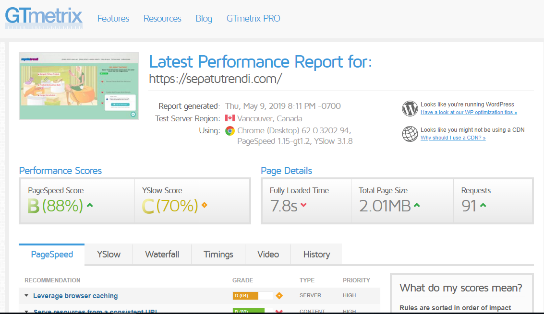 GTmetrix
Features Resources Blog GTmetrix PRO
Latest Performance Report for:
https://sepatutrendi.com/
Report generated: Thu, May 9, 2019 8:11 PM -0700
Test Server Region: Vancouver, Canada
Using: Chrome (Desktop) 62.0.3202.94,
PageSpeed 1.15-gt1.2, YSlow 3.1.8
Looks like you're running WordPress
Have a look at our WP optimization tips »
Looks like you might not be using a CDN
Why should I use a CDN? »
Performance Scores
PageSpeed Score
B (88%)
YSlow Score
C (70%)
Page Details
Fully Loaded Time
7.8s
Total Page Size
2.01MB
Requests
91
PageSpeed YSlow Waterfall Timings Video History
RECOMMENDATION GRADE TYPE PRIORITY
Leverage browser caching SERVER HIGH
Serve resources from a consistent URL CONTENT HIGH
What do my scores mean?
Rules are sorted in order of impact